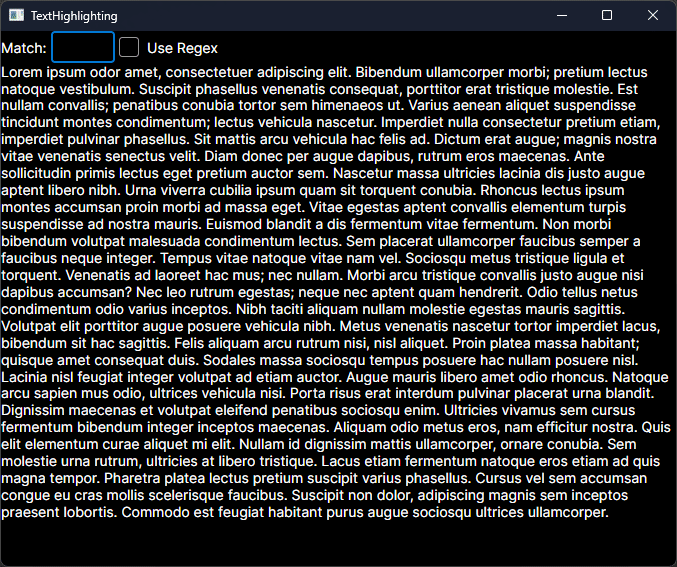 TextHighlighting
Match: Use Regex
Lorem ipsum odor amet, consectetuer adipiscing elit. Bibendum ullamcorper morbi; pretium lectus
natoque vestibulum. Suscipit phasellus venenatis consequat, porttitor erat tristique molestie. Est
nullam convallis; penatibus conubia tortor sem himenaeos ut. Varius aenean aliquet suspendisse
tincidunt montes condimentum; lectus vehicula nascetur. Imperdiet nulla consectetur pretium etiam,
imperdiet pulvinar phasellus. Sit mattis arcu vehicula hac felis ad. Dictum erat augue; magnis nostra
vitae venenatis senectus velit. Diam donec per augue dapibus, rutrum eros maecenas. Ante
sollicitudin primis lectus eget pretium auctor sem. Nascetur massa ultricies lacinia dis justo augue
aptent libero nibh. Urna viverra cubilia ipsum quam sit torquent conubia. Rhoncus lectus ipsum
montes accumsan proin morbi ad massa eget. Vitae egestas aptent convallis elementum turpis
suspendisse ad nostra mauris. Euismod blandit a dis fermentum vitae fermentum. Non morbi
bibendum volutpat malesuada condimentum lectus. Sem placerat ullamcorper faucibus semper a
faucibus neque integer. Tempus vitae natoque vitae nam vel. Sociosqu metus tristique ligula et
torquent. Venenatis ad laoreet hac mus; nec nullam. Morbi arcu tristique convallis justo augue nisi
dapibus accumsan? Nec leo rutrum egestas; neque nec aptent quam hendrerit. Odio tellus netus
condimentum odio varius inceptos. Nibh taciti aliquam nullam molestie egestas mauris sagittis.
Volutpat elit porttitor augue posuere vehicula nibh. Metus venenatis nascetur tortor imperdiet lacus,
bibendum sit hac sagittis. Felis aliquam arcu rutrum nisi, nisl aliquet. Proin platea massa habitant;
quisque amet consequat duis. Sodales massa sociosqu tempus posuere hac nullam posuere nisl.
Lacinia nisl feugiat integer volutpat ad etiam auctor. Augue mauris libero amet odio rhoncus. Natoque
arcu sapien mus odio, ultrices vehicula nisi. Porta risus erat interdum pulvinar placerat urna blandit.
Dignissim maecenas et volutpat eleifend penatibus sociosqu enim. Ultricies vivamus sem cursus
fermentum bibendum integer inceptos maecenas. Aliquam odio metus eros, nam efficitur nostra. Quis
elit elementum curae aliquet mi elit. Nullam id dignissim mattis ullamcorper, ornare conubia. Sem
molestie urna rutrum, ultricies at libero tristique. Lacus etiam fermentum natoque eros etiam ad quis
magna tempor. Pharetra platea lectus pretium suscipit varius phasellus. Cursus vel sem accumsan
congue eu cras mollis scelerisque faucibus. Suscipit non dolor, adipiscing magnis sem inceptos
praesent lobortis. Commodo est feugiat habitant purus augue sociosqu ultrices ullamcorper.